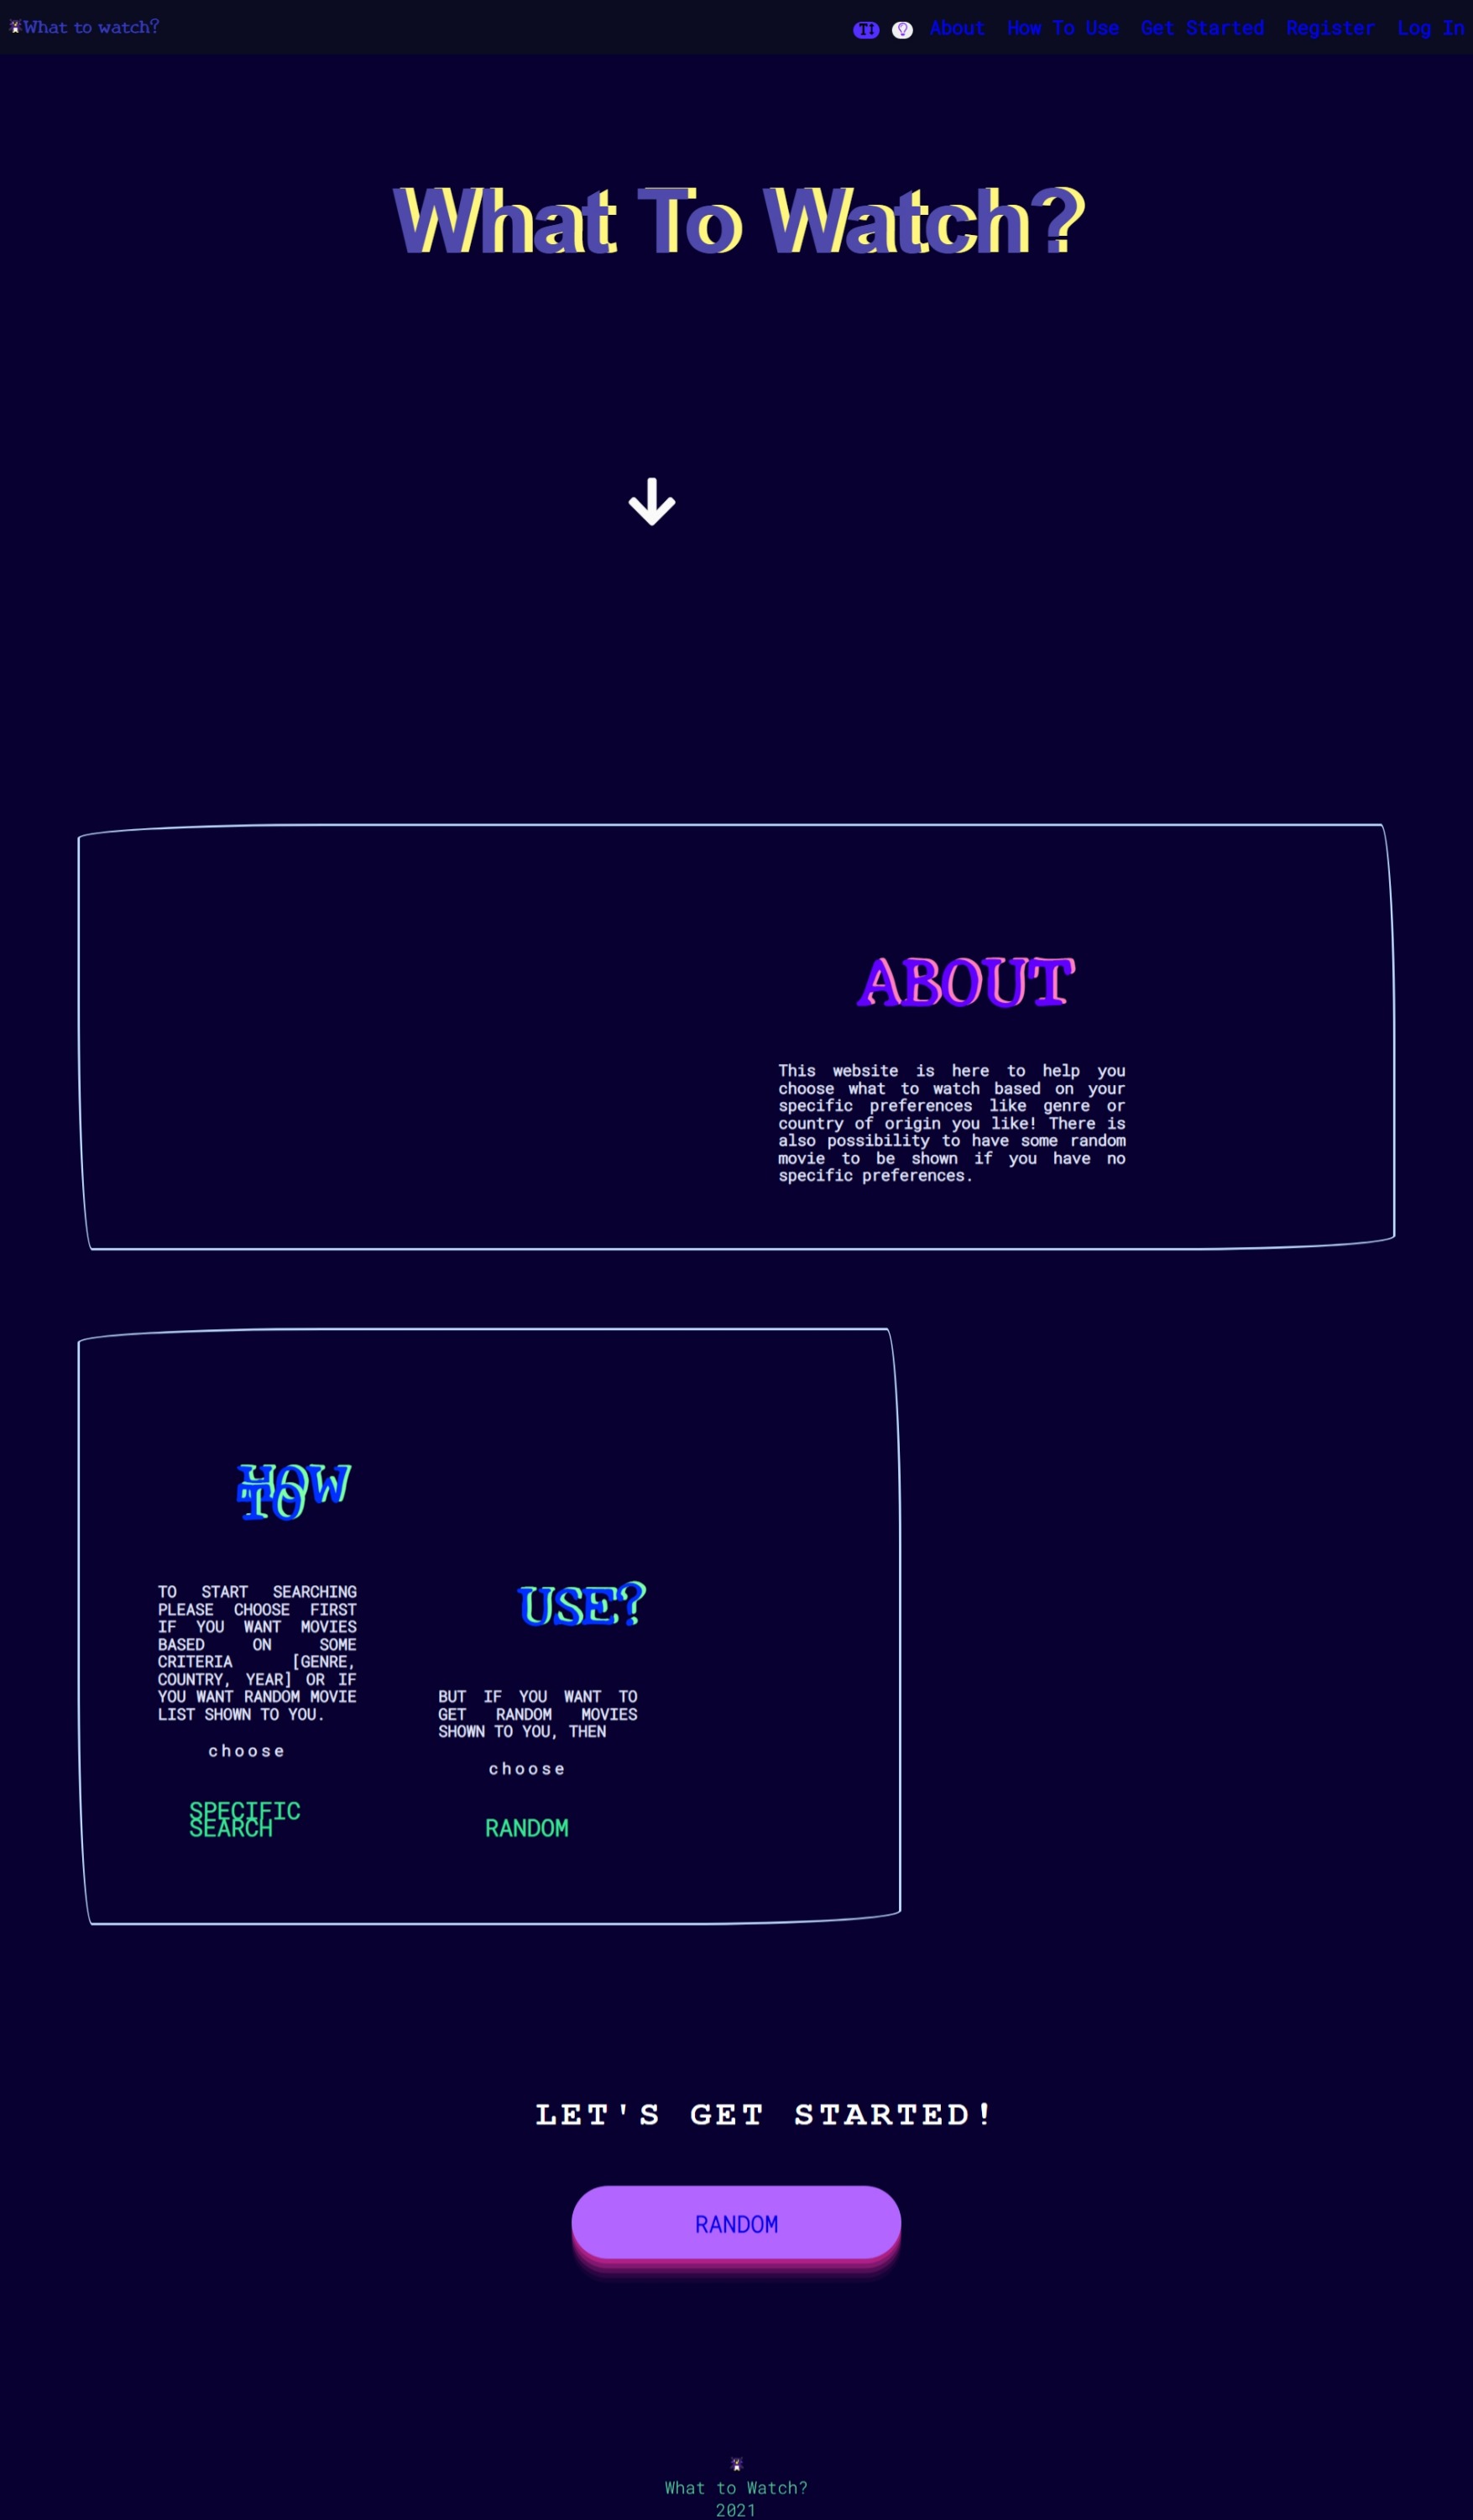 What to watch?
TI About How To Use Get Started Register Log In
What To Watch?
ABOUT
This website is here to help you
choose what to watch based on your
specific preferences like genre or
country of origin you like! There is
also possibility to have some random
movie to be shown if you have no
specific preferences.
HOW
TO
TO START SEARCHING
PLEASE CHOOSE FIRST
IF YOU WANT MOVIES
BASED ON SOME
CRITERIA [GENRE,
COUNTRY, YEAR] OR IF
YOU WANT RANDOM MOVIE
LIST SHOWN TO YOU.
choose
SPECIFIC
SEARCH
USE?
BUT IF YOU WANT TO
GET RANDOM MOVIES
SHOWN TO YOU, THEN
choose
RANDOM
LET'S GET STARTED!
RANDOM
What to Watch?
2021